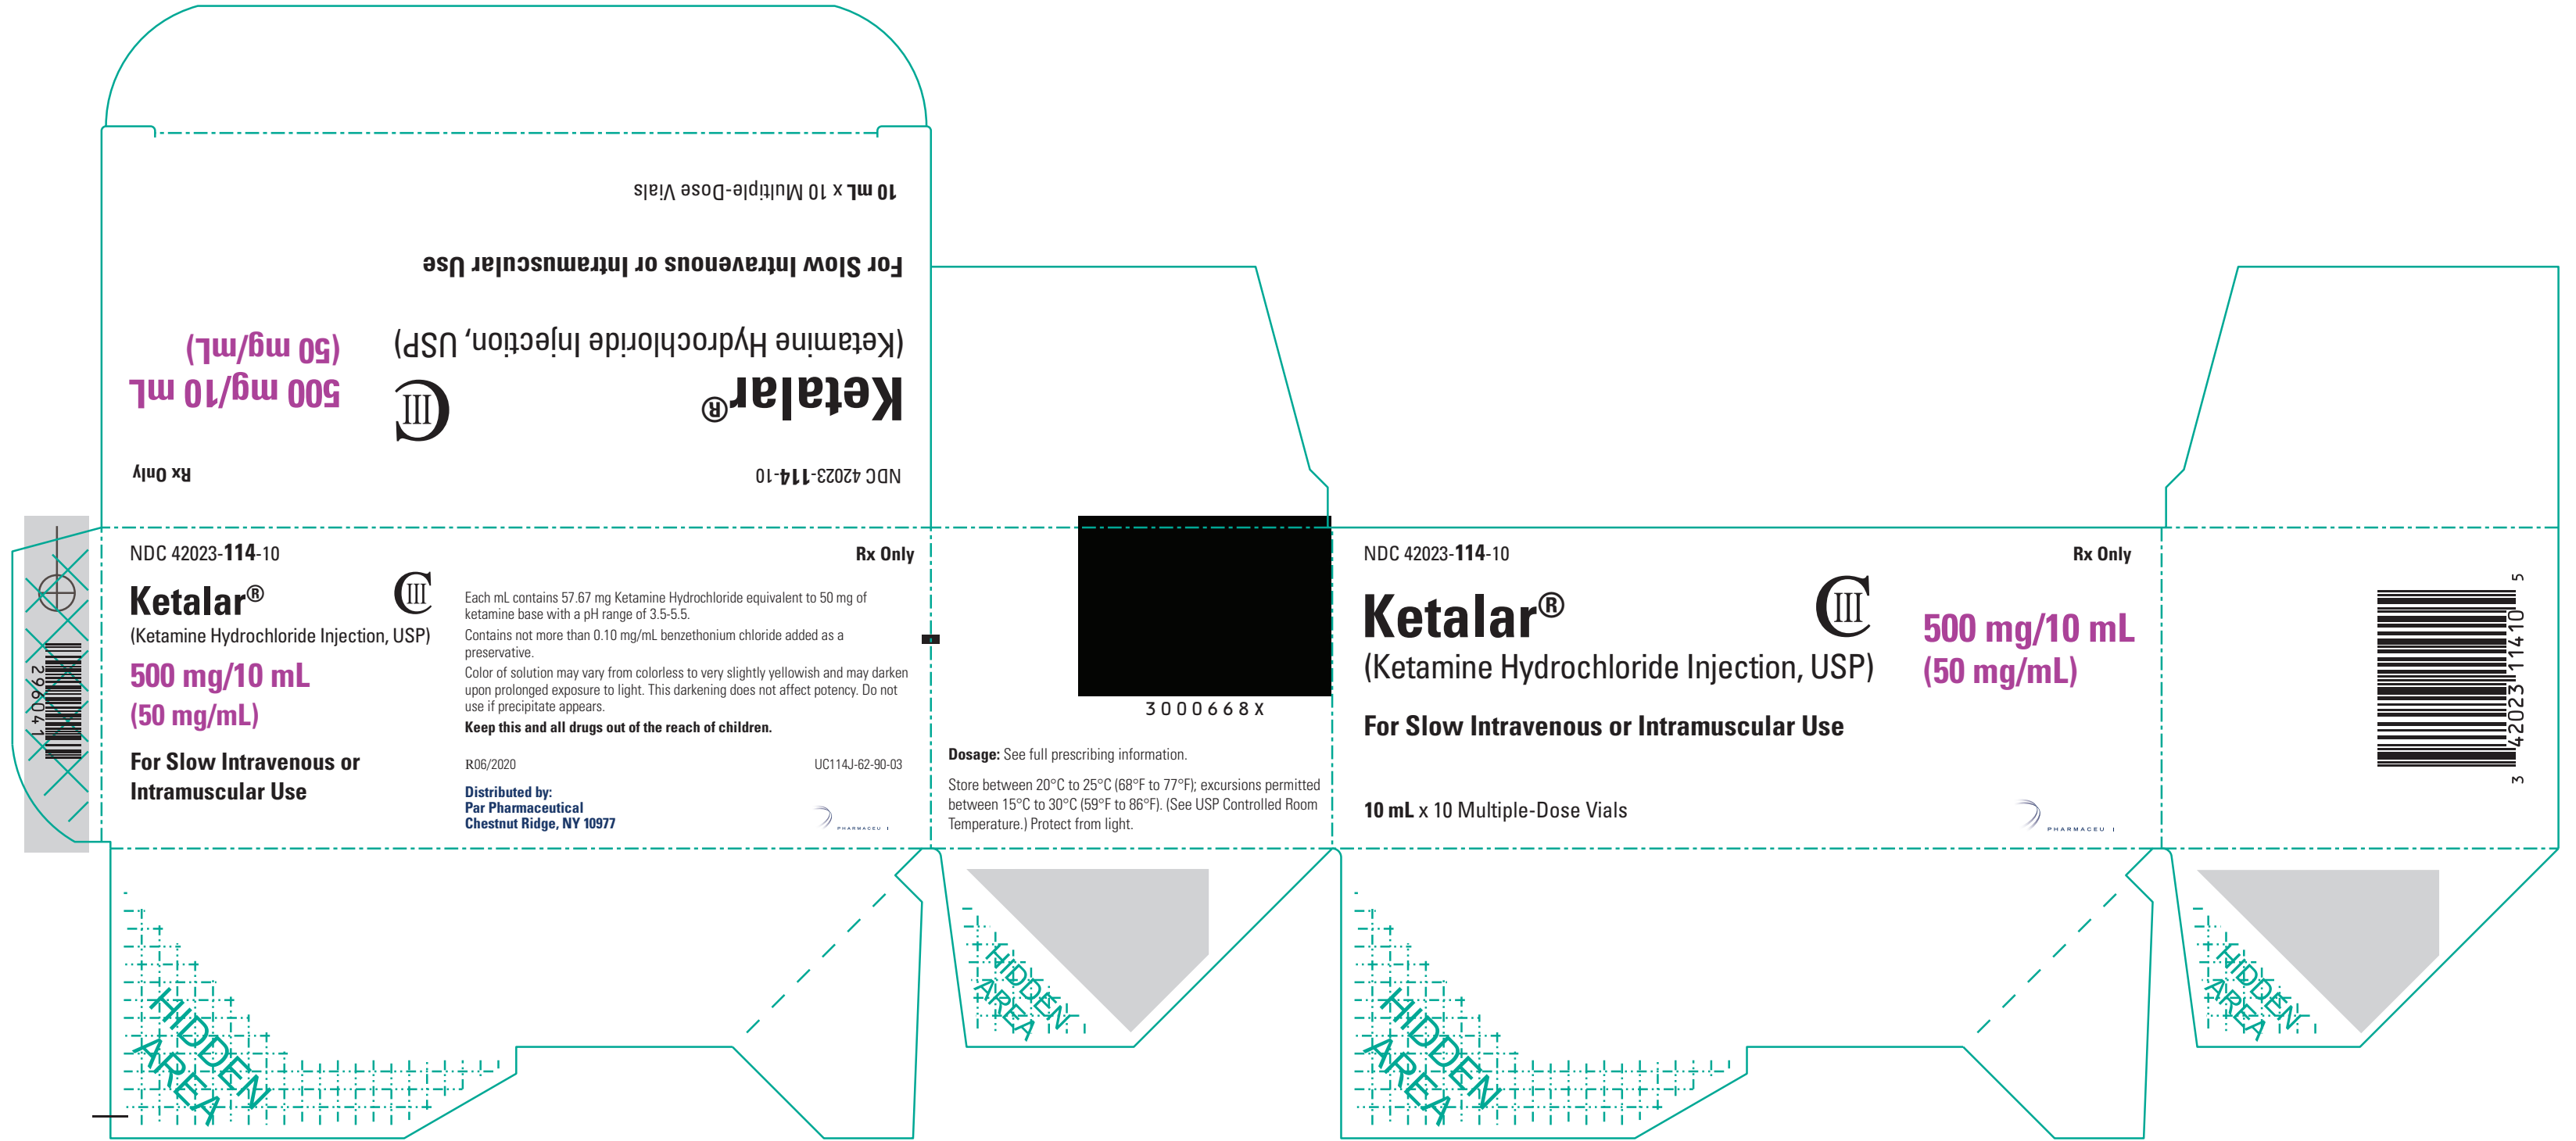 10 mL x 10 Multiple-Dose Vials
For Slow Intravenous or Intramuscular Use
(Ketamine Hydrochloride Injection, USP)
Ketalar®
CIII
500 mg/10 mL
(50 mg/mL)
NDC 42023-114-10
Rx Only
NDC 42023-114-10
Rx Only
Ketalar®
CIII
(Ketamine Hydrochloride Injection, USP)
500 mg/10 mL
(50 mg/mL)
For Slow Intravenous or
Intramuscular Use
296041
Each mL contains 57.67 mg Ketamine Hydrochloride equivalent to 50 mg of
ketamine base with a pH range of 3.5-5.5.
Contains not more than 0.10 mg/mL benzethonium chloride added as a
preservative.
Color of solution may vary from colorless to very slightly yellowish and may darken
upon prolonged exposure to light. This darkening does not affect potency. Do not
use if precipitate appears.
Keep this and all drugs out of the reach of children.
R06/2020
UC114J-62-90-03
Distributed by:
Par Pharmaceutical
Chestnut Ridge, NY 10977
PHARMACEU I
3000668X
Dosage: See full prescribing information.
Store between 20°C to 25°C (68°F to 77°F); excursions permitted
between 15°C to 30°C (59°F to 86°F). (See USP Controlled Room
Temperature.) Protect from light.
NDC 42023-114-10
Rx Only
Ketalar®
CIII
(Ketamine Hydrochloride Injection, USP)
500 mg/10 mL
(50 mg/mL)
For Slow Intravenous or Intramuscular Use
10 mL x 10 Multiple-Dose Vials
PHARMACEU I
3 42023 11410 5
HIDDEN
AREA
HIDDEN
AREA
HIDDEN
AREA
HIDDEN
AREA